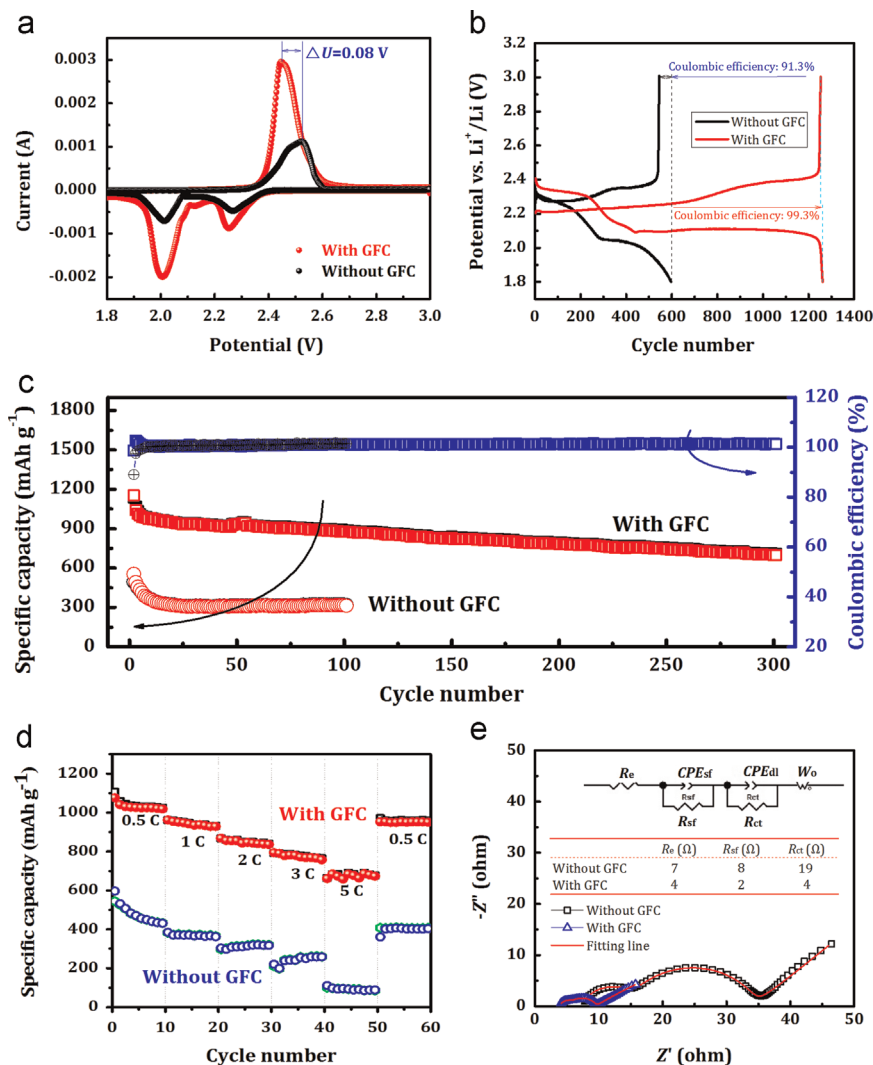 a
△U=0.08 V
0.003
0.002
0.001
0.000
-0.001
-0.002
Current (A)
With GFC
Without GFC
1.8 2.0 2.2 2.4 2.6 2.8 3.0
Potential (V)
b
3.0
2.8
2.6
2.4
2.2
2.0
1.8
Potential vs. Li⁺/Li (V)
Coulombic efficiency: 91.3%
Without GFC
With GFC
Coulombic efficiency: 99.3%
0 200 400 600 800 1000 1200 1400
Cycle number
c
1800
1500
1200
900
600
300
0
Specific capacity (mAh g⁻¹)
With GFC
Without GFC
120
100
80
60
40
20
Coulombic efficiency (%)
0 50 100 150 200 250 300
Cycle number
d
1200
1000
800
600
400
200
0
Specific capacity (mAh g⁻¹)
With GFC
0.5 C
1 C
2 C
3 C
5 C
0.5 C
Without GFC
0 10 20 30 40 50 60
Cycle number
e
50
40
30
20
10
0
-Z" (ohm)
Re CPEsf CPEdl Wo
Rsf Rct
Rsf Rct
Re (Ω) Rsf (Ω) Rct (Ω)
Without GFC 7 8 19
With GFC 4 2 4
Without GFC
With GFC
Fitting line
0 10 20 30 40 50
Z' (ohm)